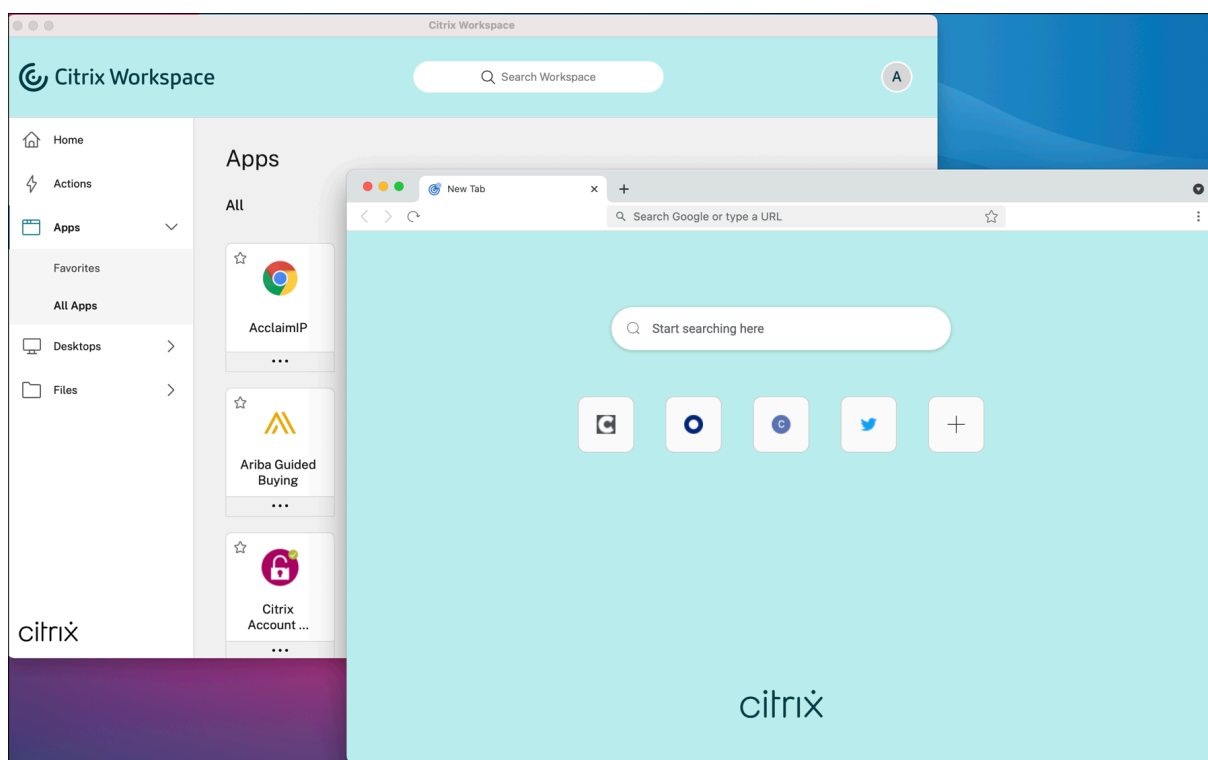 Citrix Workspace
Citrix Workspace
Search Workspace
A
Home
Actions
Apps
Favorites
All Apps
Desktops
Files
citrix
Apps
All
AcclaimIP
•••
Ariba Guided
Buying
•••
Citrix
Account ...
•••
New Tab
Search Google or type a URL
Start searching here
C
C
citrix